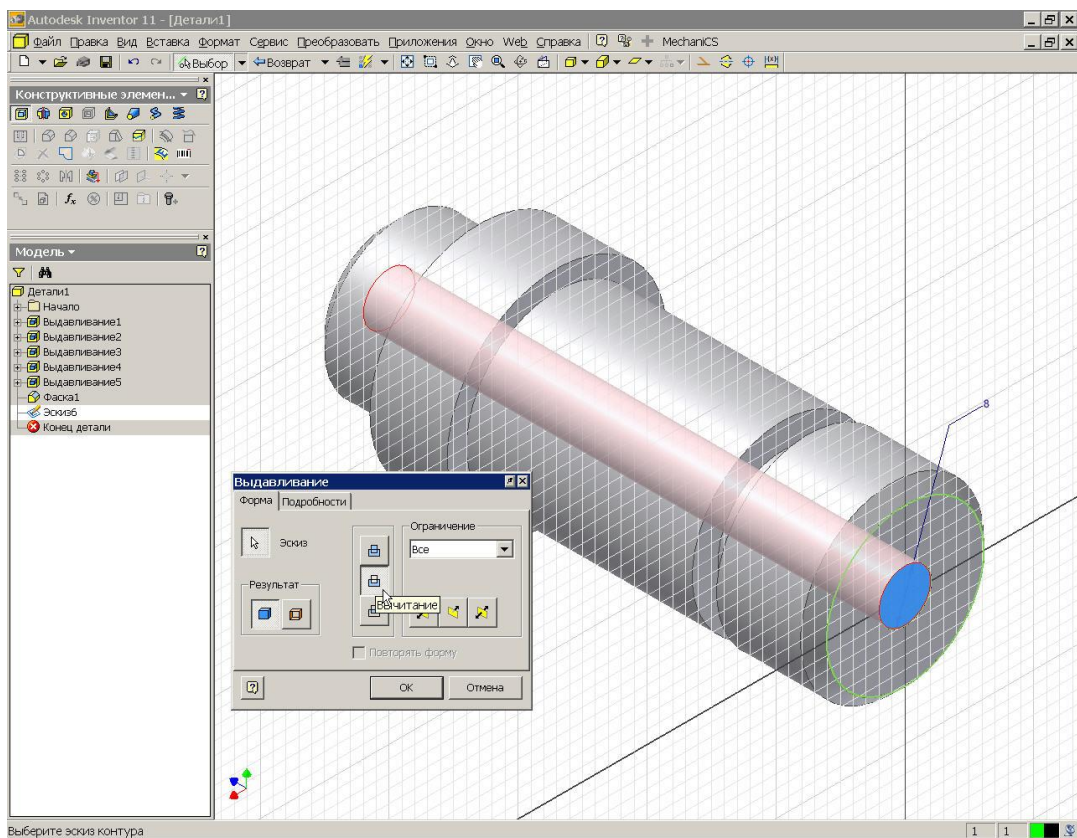 Autodesk Inventor 11 - [Детали1]
Файл Правка Вид Вставка Формат Сервис Преобразовать Приложения Окно Web Справка MechaniCS
Выбор Возврат
Конструктивные элемен...
fx
Модель
Детали1
Начало
Выдавливание1
Выдавливание2
Выдавливание3
Выдавливание4
Выдавливание5
Фаска1
Эскиз6
Конец детали
8
Выдавливание
Форма Подробности
Эскиз
Ограничение
Все
Результат
Вычитание
Повторять форму
ОК Отмена
Выберите эскиз контура
1 1